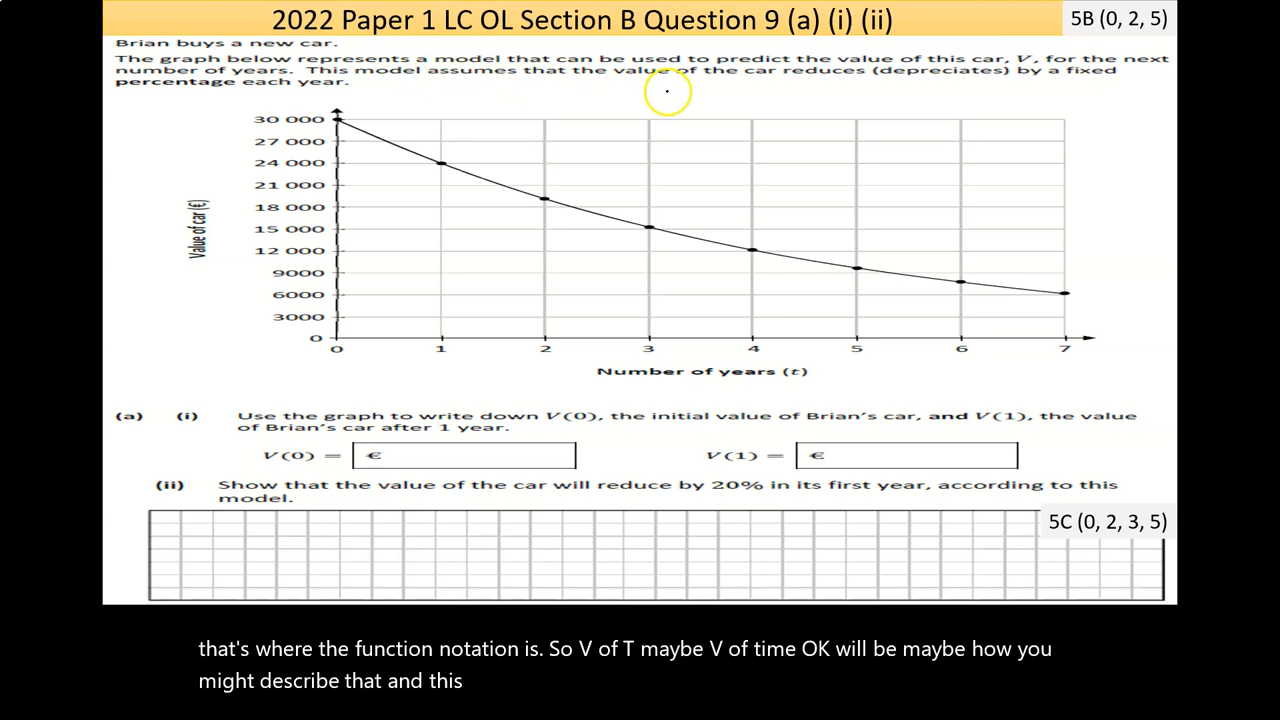 2022 Paper 1 LC OL Section B Question 9 (a) (i) (ii)
5B (0, 2, 5)
Brian buys a new car.
The graph below represents a model that can be used to predict the value of this car, V, for the next
number of years. This model assumes that the value of the car reduces (depreciates) by a fixed
percentage each year.
30 000
27 000
24 000
21 000
18 000
15 000
12 000
9000
6000
3000
0
Value of car (€)
0 1 2 3 4 5 6 7
Number of years (t)
(a) (i) Use the graph to write down V(0), the initial value of Brian's car, and V(1), the value
of Brian's car after 1 year.
V(0) = € V(1) = €
(ii) Show that the value of the car will reduce by 20% in its first year, according to this
model.
5C (0, 2, 3, 5)
that's where the function notation is. So V of T maybe V of time OK will be maybe how you
might describe that and this